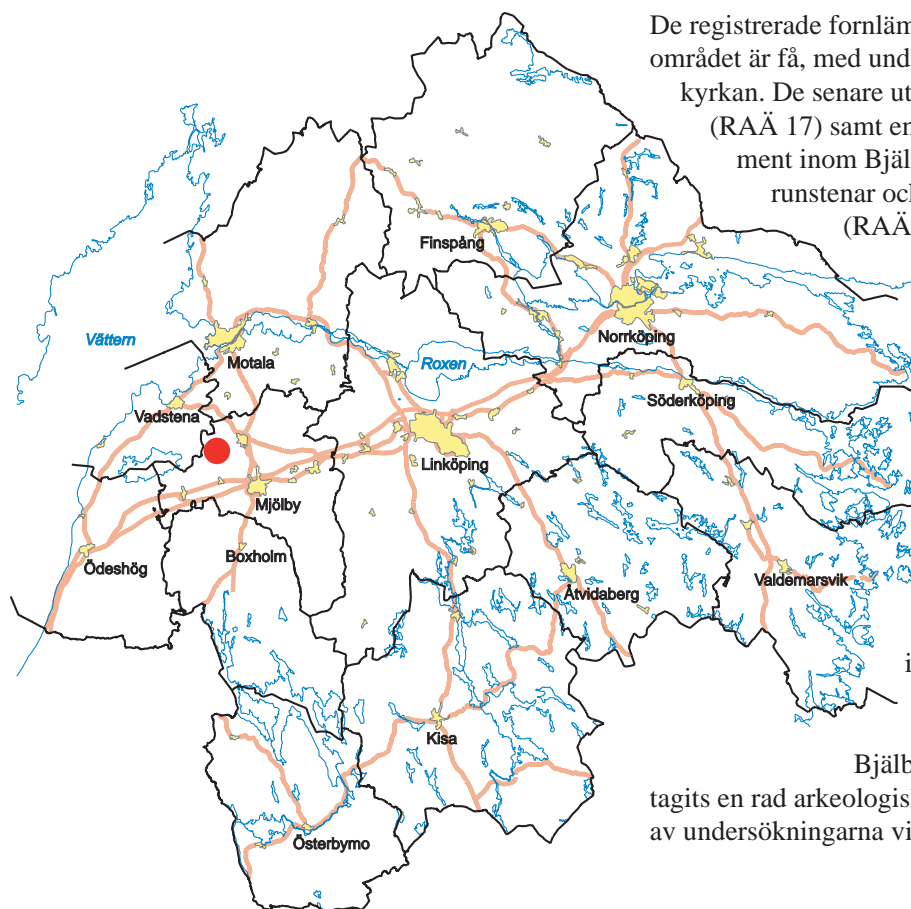 De registrerade fornläm
området är få, med und
kyrkan. De senare ut
(RAÄ 17) samt en
ment inom Bjäl
runstenar och
(RAÄ
Finspång
Vättern
Motala
Roxen
Norrköping
Vadstena
Söderköping
Linköping
Mjölby
Ödeshög
Boxholm
Åtvidaberg
Valdemarsvik
i
Kisa
Bjälb
tagits en rad arkeologis
av undersökningarna vi
Österbymo